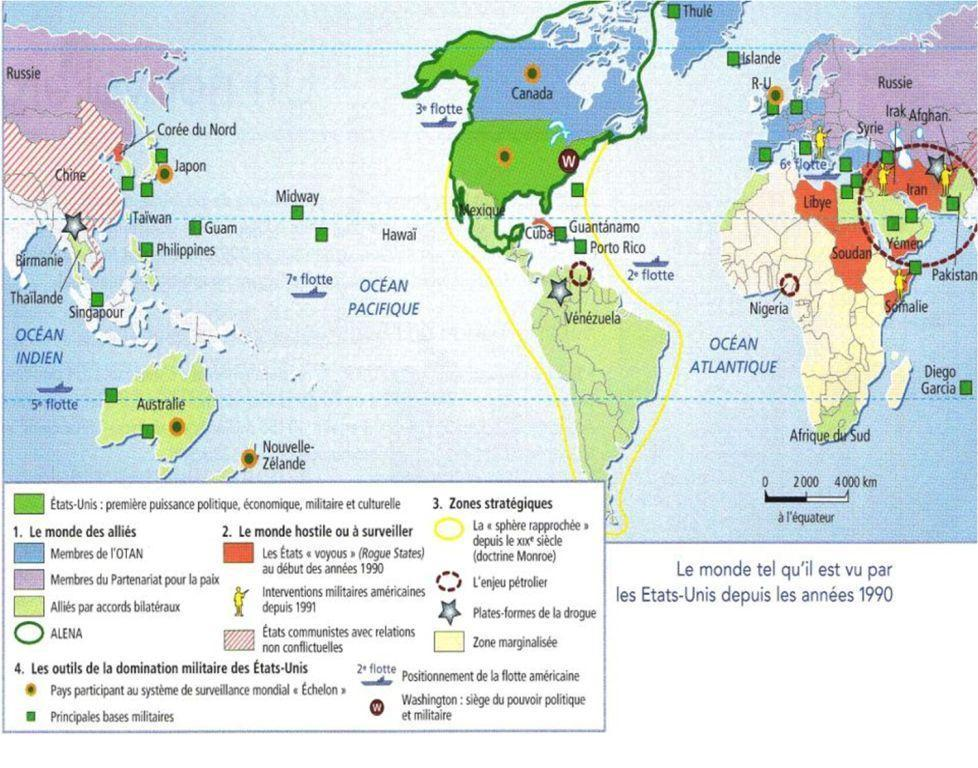 Thulé
Islande
R-U
Russie
Russie
Canada
3e flotte
Irak
Afghan.
Syrie
Corée du Nord
Japon
Chine
W
6e flotte
Iran
Libye
Midway
Mexique
Taïwan
Guam
Hawaï
Cuba
Guantánamo
Porto Rico
Philippines
Birmanie
Yémen
Soudan
Pakistan
2e flotte
7e flotte
OCÉAN
PACIFIQUE
Thaïlande
Singapour
Vénézuela
Nigeria
Somalie
OCÉAN
INDIEN
OCÉAN
ATLANTIQUE
Diego
Garcia
5e flotte
Australie
Afrique du Sud
Nouvelle-
Zélande
0 2000 4000 km
à l'équateur
États-Unis : première puissance politique, économique, militaire et culturelle
1. Le monde des alliés
Membres de l'OTAN
Membres du Partenariat pour la paix
Alliés par accords bilatéraux
ALENA
2. Le monde hostile ou à surveiller
Les États « voyous » (Rogue States)
au début des années 1990
Interventions militaires américaines
depuis 1991
États communistes avec relations
non conflictuelles
3. Zones stratégiques
La « sphère rapprochée »
depuis le XIXe siècle
(doctrine Monroe)
L'enjeu pétrolier
Plates-formes de la drogue
Zone marginalisée
4. Les outils de la domination militaire des États-Unis
Pays participant au système de surveillance mondial « Échelon »
Principales bases militaires
2e flotte
Positionnement de la flotte américaine
W
Washington : siège du pouvoir politique
et militaire
Le monde tel qu'il est vu par
les Etats-Unis depuis les années 1990